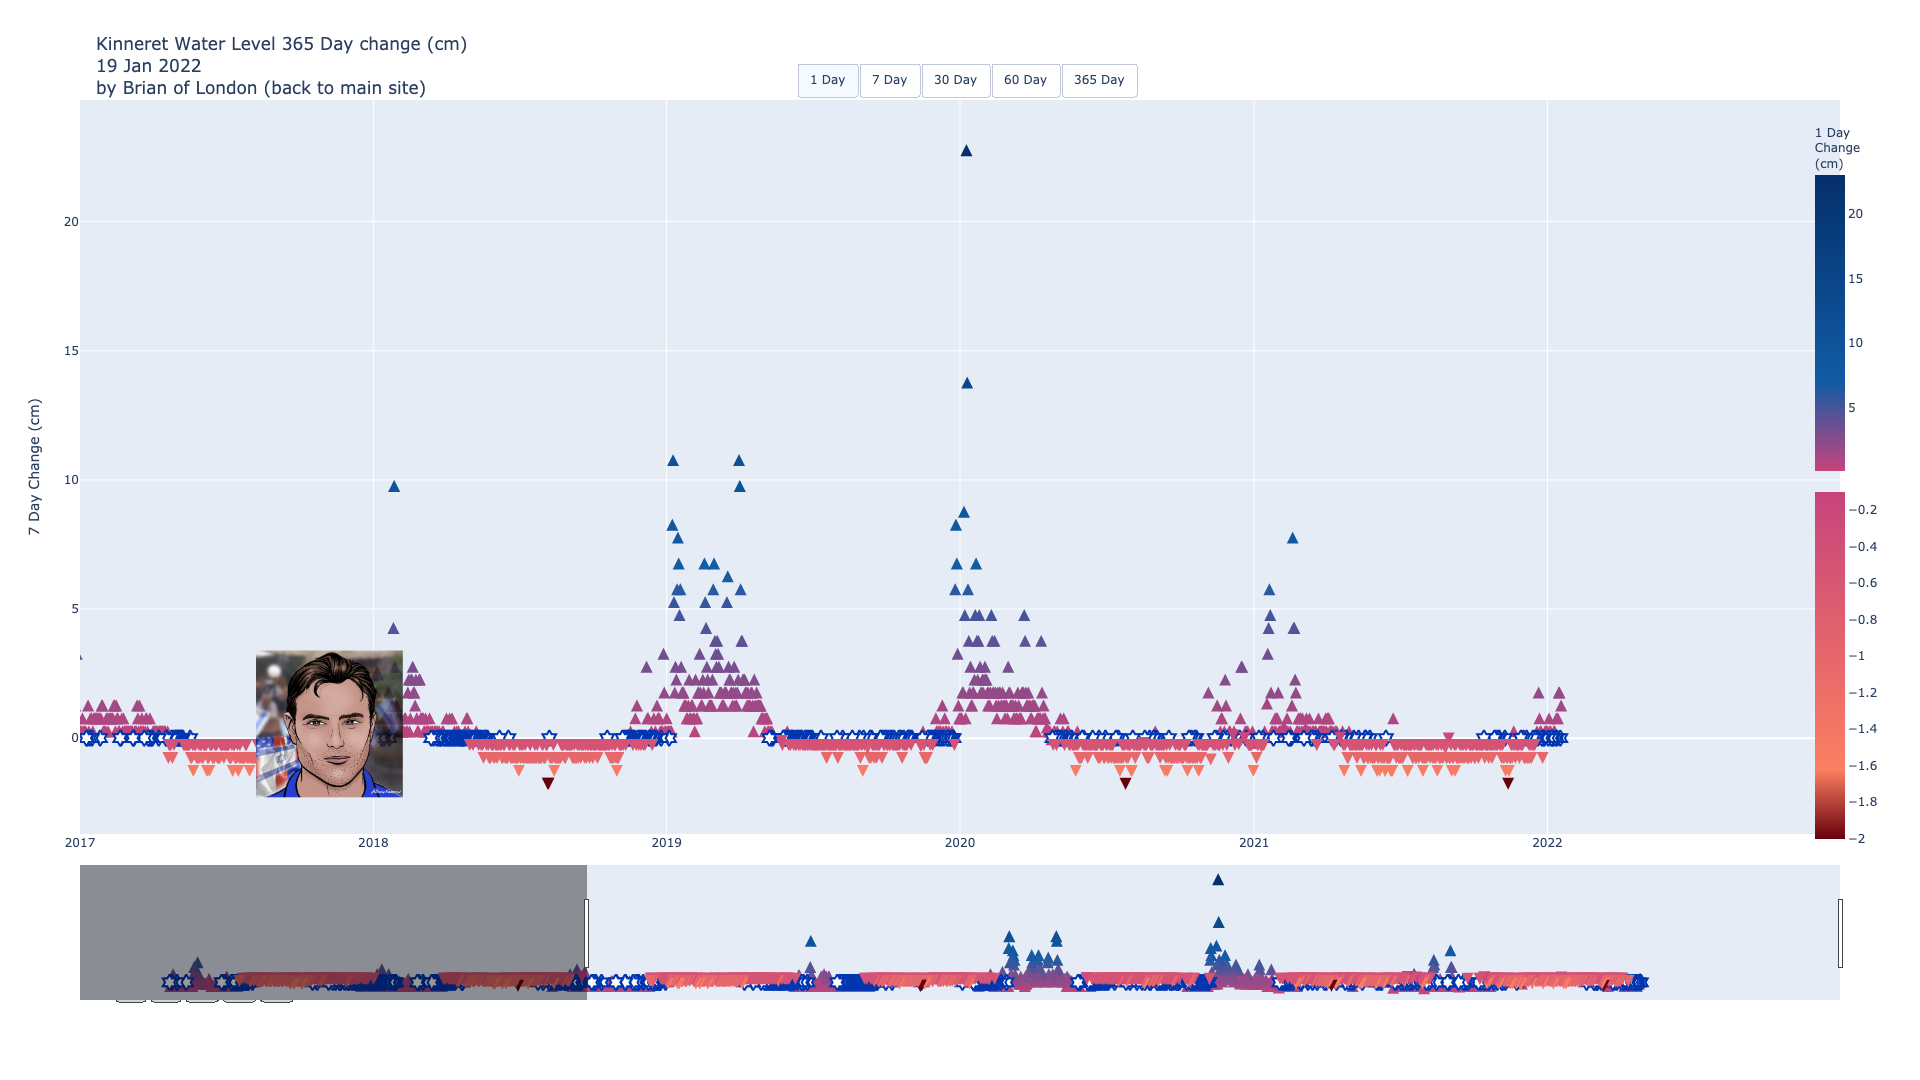 Kinneret Water Level 365 Day change (cm)
19 Jan 2022
by Brian of London (back to main site)
1 Day
7 Day
30 Day
60 Day
365 Day
1 Day
Change
(cm)
20
15
10
5
−0.2
−0.4
−0.6
−0.8
−1
−1.2
−1.4
−1.6
−1.8
−2
7 Day Change (cm)
20
15
10
5
0
2017
2018
2019
2020
2021
2022